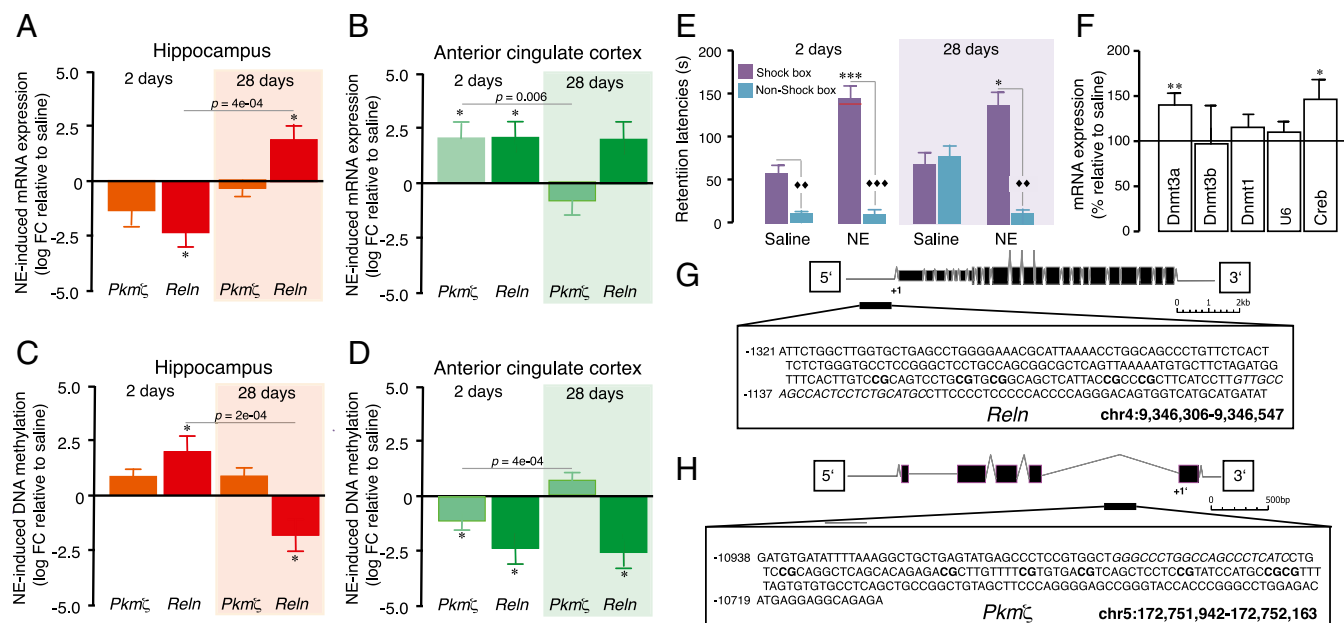 A
Hippocampus
2 days
28 days
NE-induced mRNA expression
(log FC relative to saline)
5.0
2.5
0
-2.5
-5.0
p = 4e-04
*
*
Pkmζ
Reln
Pkmζ
Reln
B
Anterior cingulate cortex
2 days
28 days
NE-induced mRNA expression
(log FC relative to saline)
5.0
2.5
0
-2.5
-5.0
p = 0.006
*
*
Pkmζ
Reln
Pkmζ
Reln
C
Hippocampus
2 days
28 days
NE-induced DNA methylation
(log FC relative to saline)
5.0
2.5
0
-2.5
-5.0
p = 2e-04
*
*
Pkmζ
Reln
Pkmζ
Reln
D
Anterior cingulate cortex
2 days
28 days
NE-induced DNA methylation
(log FC relative to saline)
5.0
2.5
0
-2.5
-5.0
p = 4e-04
*
*
*
Pkmζ
Reln
Pkmζ
Reln
E
2 days
28 days
Retentiion latencies (s)
200
150
100
50
0
Shock box
Non-Shock box
♦♦
***
♦♦♦
*
♦♦
Saline
NE
Saline
NE
F
mRNA expression
(% relative to saline)
200
150
100
50
0
**
*
Dnmt3a
Dnmt3b
Dnmt1
U6
Creb
G
5‘
3‘
+1
0 1 2kb
-1321 ATTCTGGCTTGGTGCTGAGCCTGGGGAAACGCATTAAAACCTGGCAGCCCTGTTCTCACT
TCTCTGGGTGCCTCCGGGCTCCTGCCAGCGGCGCTCAGTTAAAAATGTGCTTCTAGATGG
TTTCACTTGTCCGCAGTCCTGCGTGCGGCAGCTCATTACCGCCCGCTTCATCCTTGTTGCC
-1137 AGCCACTCCTCTGCATGCCTTCCCCTCCCCCACCCCAGGGACAGTGGTCATGCATGATAT
Reln
chr4:9,346,306-9,346,547
H
5‘
3‘
+1‘
0 500bp
-10938 GATGTGATATTTTAAAGGCTGCTGAGTATGAGCCCTCCGTGGCTGGGCCCTGGCCAGCCCTCATCCTG
TCCGCAGGCTCAGCACAGAGACGCTTGTTTTCGTGTGACGTCAGCTCCTCCGTATCCATGCCGCGTTT
TAGTGTGTGCCTCAGCTGCCGGCTGTAGCTTCCCAGGGGAGCCGGGTACCACCCGGGCCTGGAGAC
-10719 ATGAGGAGGCAGAGA
Pkmζ
chr5:172,751,942-172,752,163